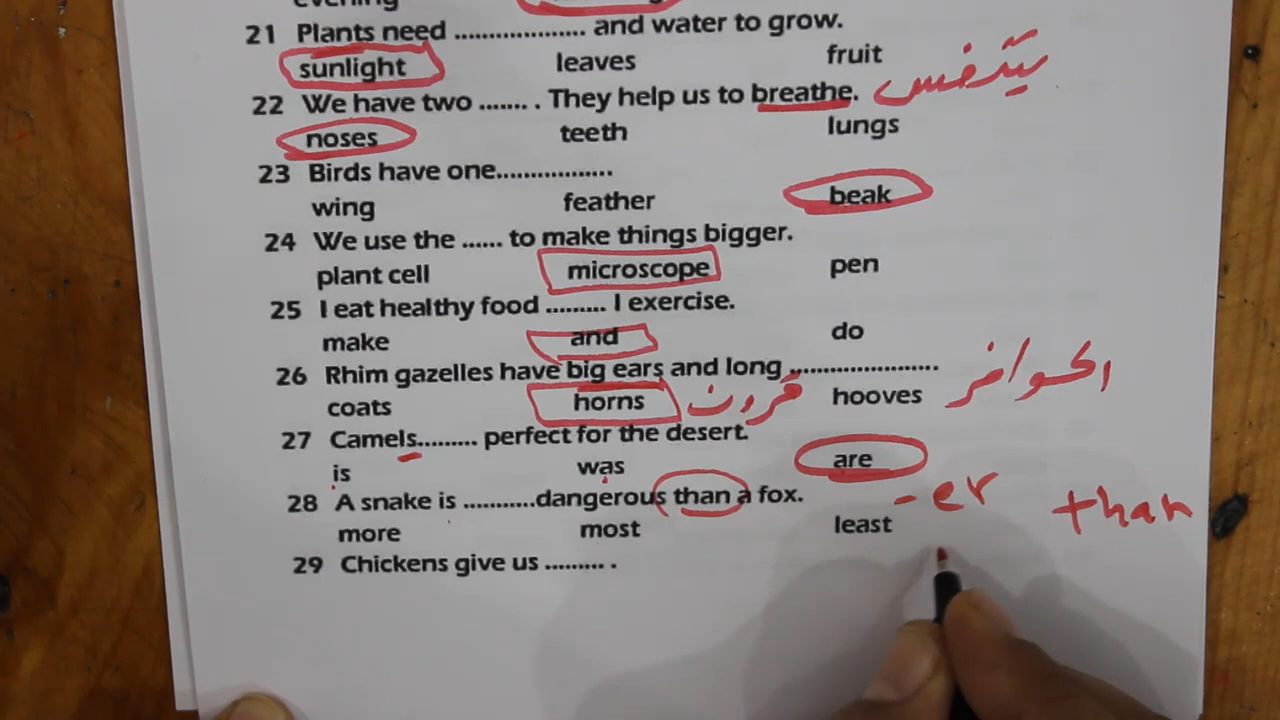 evening
21 Plants need ................... and water to grow.
sunlight leaves fruit
22 We have two ....... . They help us to breathe. يتنفس
noses teeth lungs
23 Birds have one.................
wing feather beak
24 We use the ...... to make things bigger.
plant cell microscope pen
25 I eat healthy food ......... I exercise.
make and do
26 Rhim gazelles have big ears and long ......................
coats horns قرون hooves الحوافر
27 Camels......... perfect for the desert.
is was are
28 A snake is ...........dangerous than a fox. -er than
more most least
29 Chickens give us ......... .